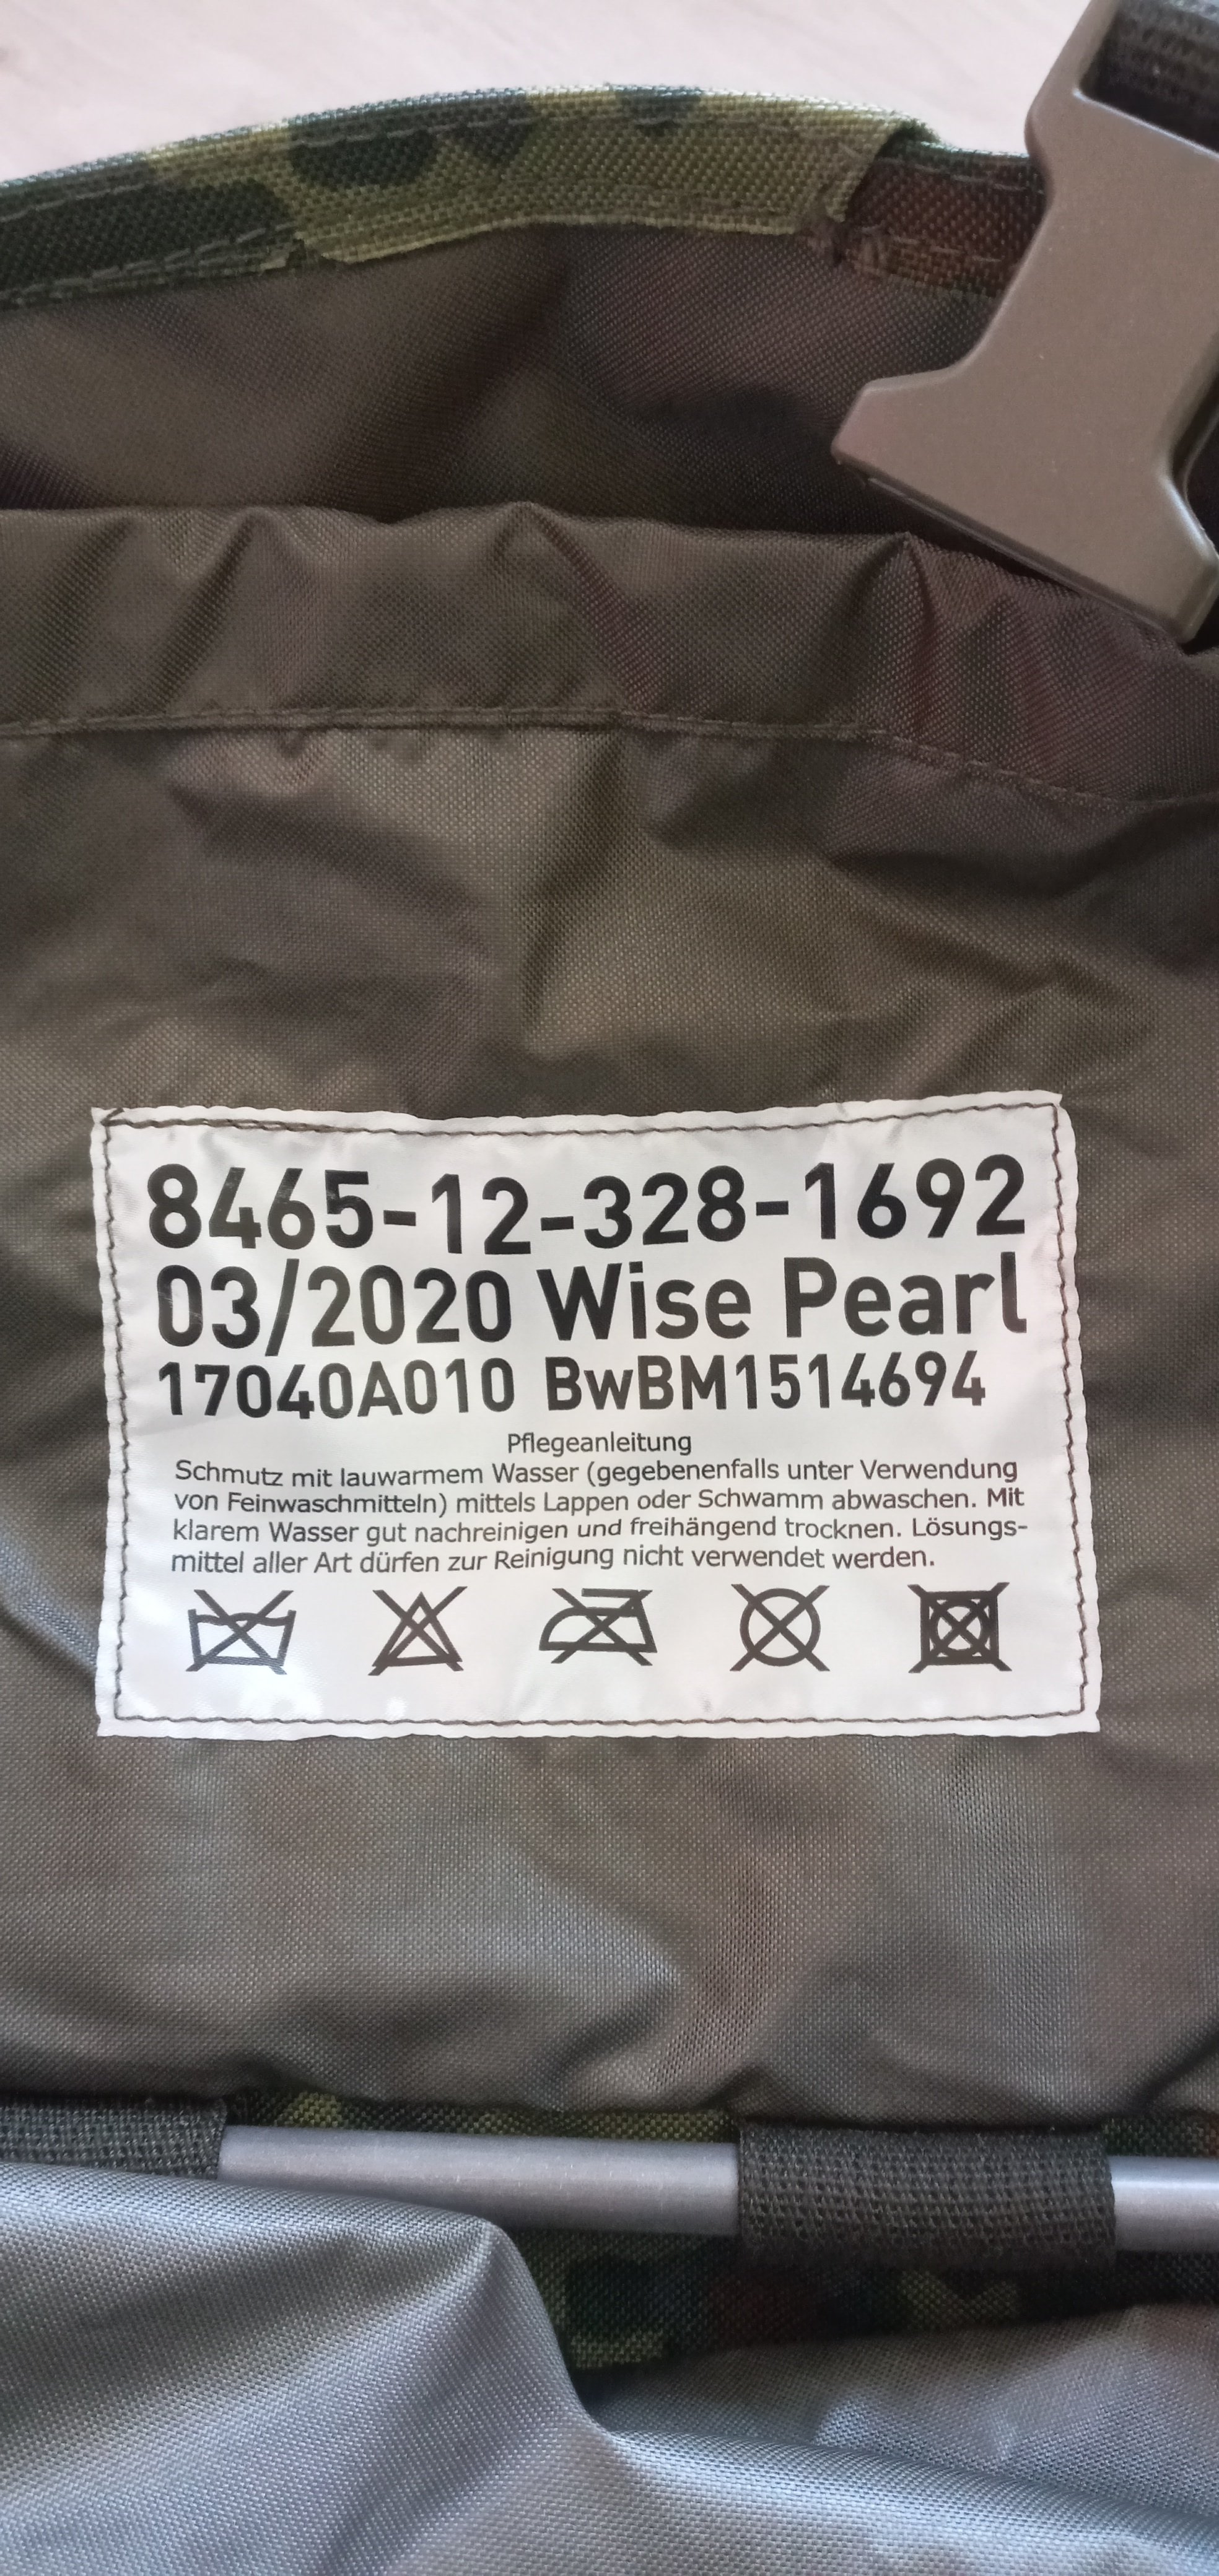 8465-12-328-1692
03/2020 Wise Pearl
17040A010 BwBM1514694
Pflegeanleitung
Schmutz mit lauwarmem Wasser (gegebenenfalls unter Verwendung
von Feinwaschmitteln) mittels Lappen oder Schwamm abwaschen. Mit
klarem Wasser gut nachreinigen und freihängend trocknen. Lösungs-
mittel aller Art dürfen zur Reinigung nicht verwendet werden.